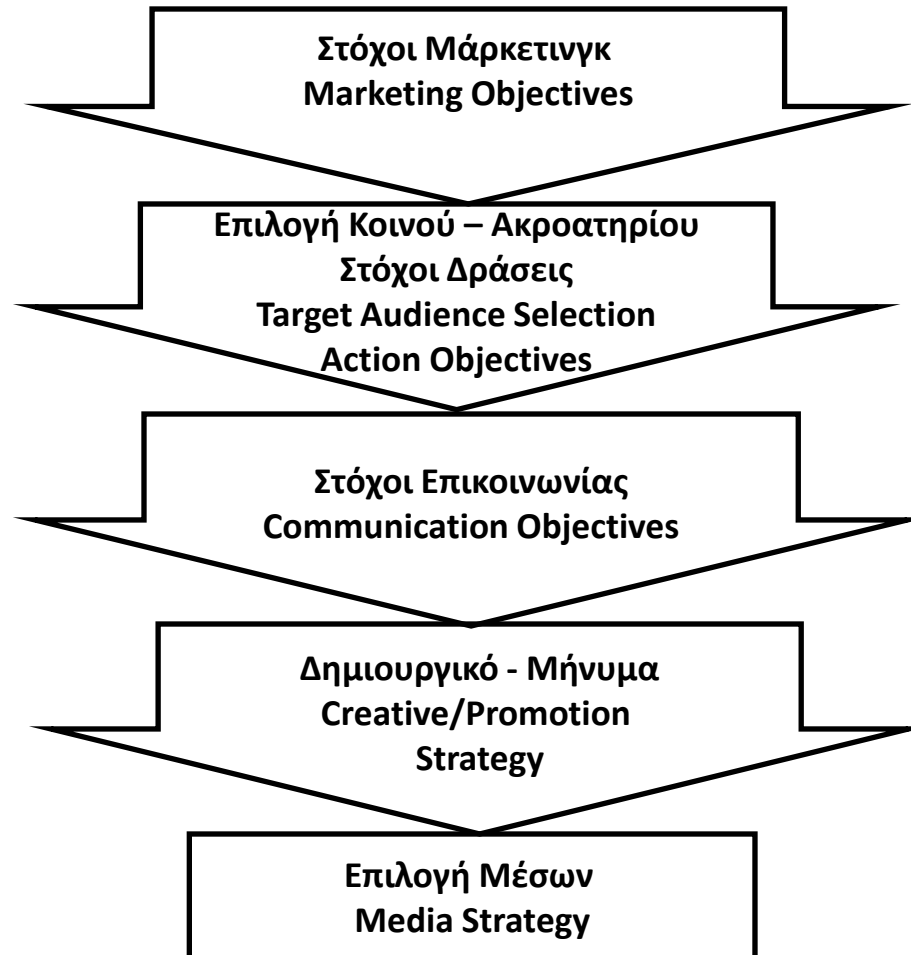 Στόχοι Μάρκετινγκ
Marketing Objectives
Επιλογή Κοινού – Ακροατηρίου
Στόχοι Δράσεις
Target Audience Selection
Action Objectives
Στόχοι Επικοινωνίας
Communication Objectives
Δημιουργικό - Μήνυμα
Creative/Promotion
Strategy
Επιλογή Μέσων
Media Strategy